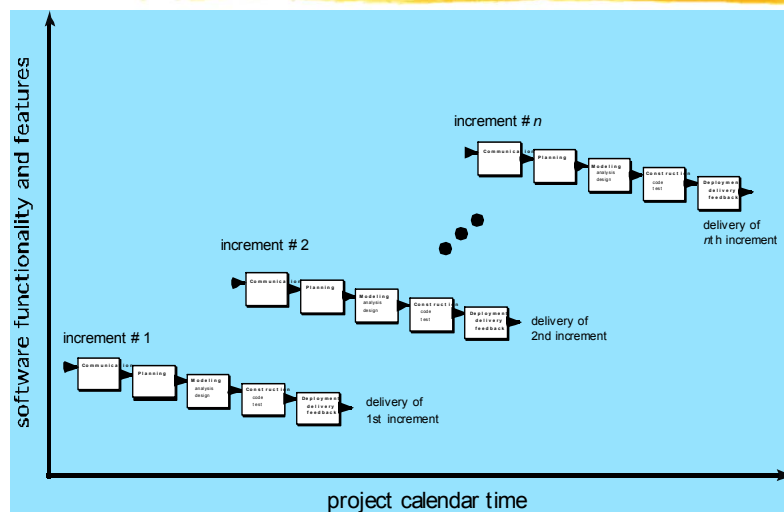 software functionality and features
increment # n
Communication
Planning
Modeling
analysis
design
Construction
code
test
Deployment
delivery
feedback
delivery of
nth increment
increment # 2
Communication
Planning
Modeling
analysis
design
Construction
code
test
Deployment
delivery
feedback
delivery of
2nd increment
increment # 1
Communication
Planning
Modeling
analysis
design
Construction
code
test
Deployment
delivery
feedback
delivery of
1st increment
project calendar time